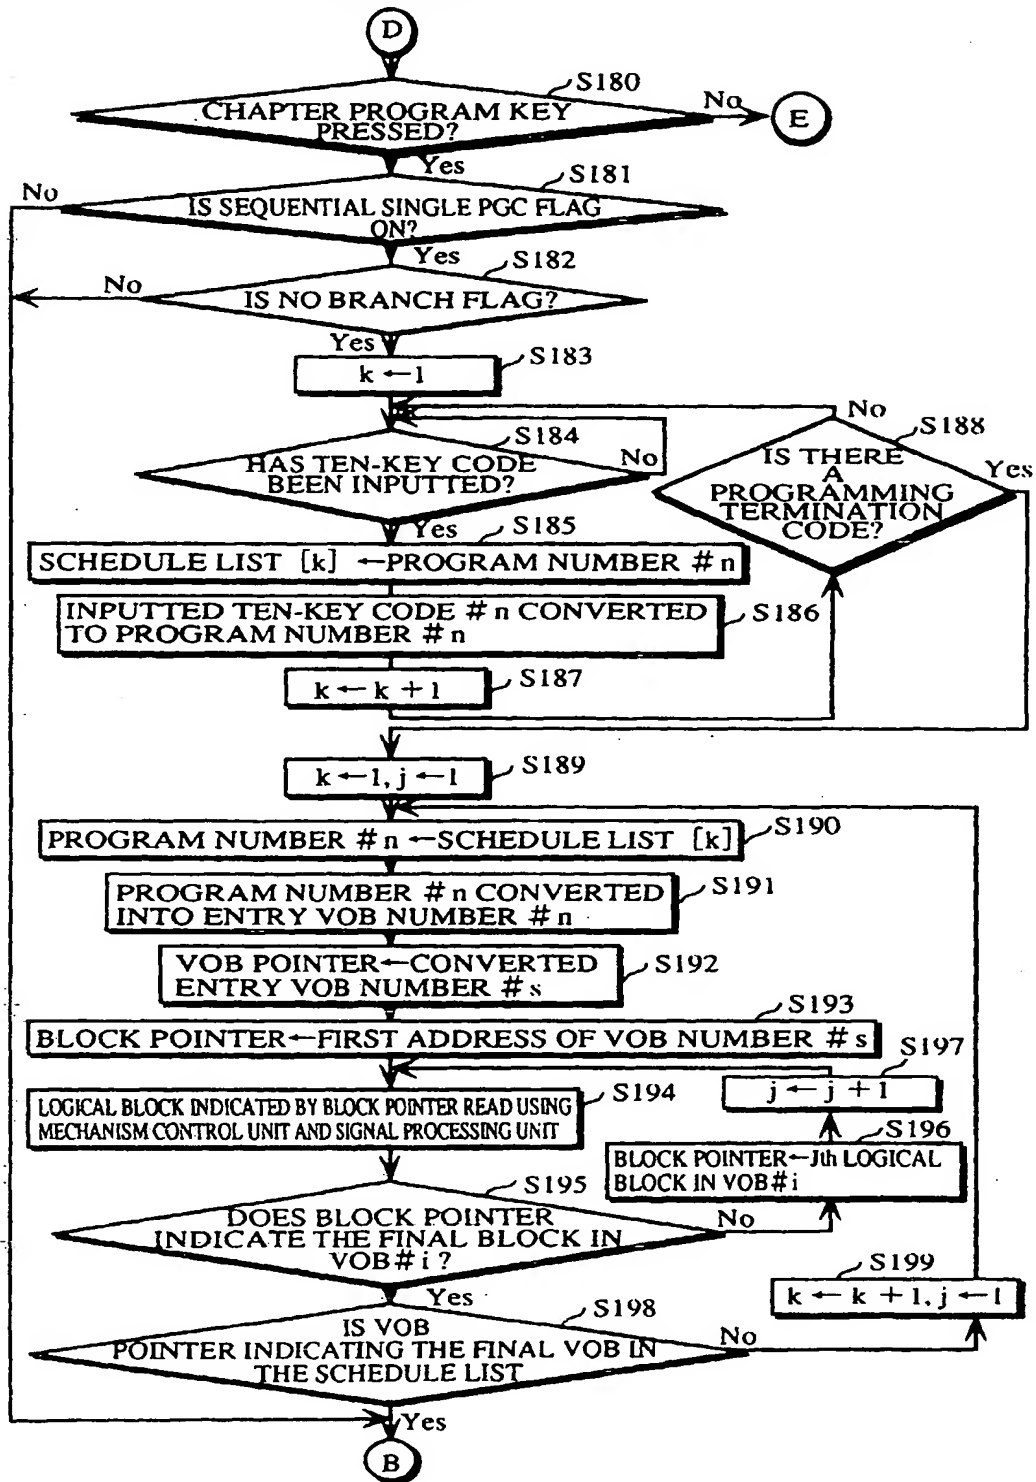 D
S180
CHAPTER PROGRAM KEY
PRESSED?
No
E
Yes
S181
No
IS SEQUENTIAL SINGLE PGC FLAG
ON?
Yes
S182
No
IS NO BRANCH FLAG?
Yes
S183
k ← 1
No
S184
S188
HAS TEN-KEY CODE
BEEN INPUTTED?
No
IS THERE
A
PROGRAMMING
TERMINATION
CODE?
Yes
Yes
S185
SCHEDULE LIST [k] ← PROGRAM NUMBER #n
INPUTTED TEN-KEY CODE #n CONVERTED
TO PROGRAM NUMBER #n
S186
k ← k + 1
S187
k ← 1, j ← 1
S189
PROGRAM NUMBER #n ← SCHEDULE LIST [k]
S190
PROGRAM NUMBER #n CONVERTED
INTO ENTRY VOB NUMBER #n
S191
VOB POINTER ← CONVERTED
ENTRY VOB NUMBER #s
S192
S193
BLOCK POINTER ← FIRST ADDRESS OF VOB NUMBER #s
S197
j ← j + 1
S194
LOGICAL BLOCK INDICATED BY BLOCK POINTER READ USING
MECHANISM CONTROL UNIT AND SIGNAL PROCESSING UNIT
S196
BLOCK POINTER ← Jth LOGICAL
BLOCK IN VOB#i
S195
DOES BLOCK POINTER
INDICATE THE FINAL BLOCK IN
VOB#i ?
No
S199
k ← k + 1, j ← 1
Yes
S198
IS VOB
POINTER INDICATING THE FINAL VOB IN
THE SCHEDULE LIST
No
Yes
B